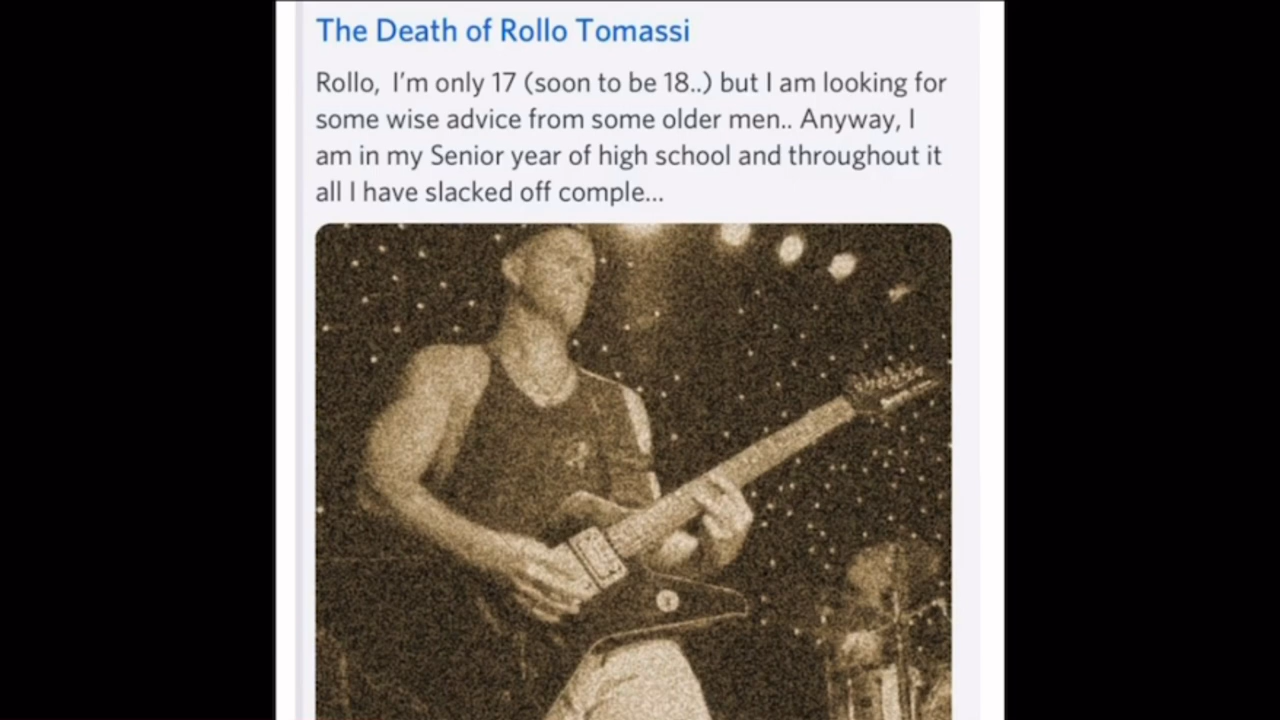 The Death of Rollo Tomassi
Rollo,  I’m only 17 (soon to be 18..) but I am looking for
some wise advice from some older men.. Anyway, I
am in my Senior year of high school and throughout it
all I have slacked off comple...